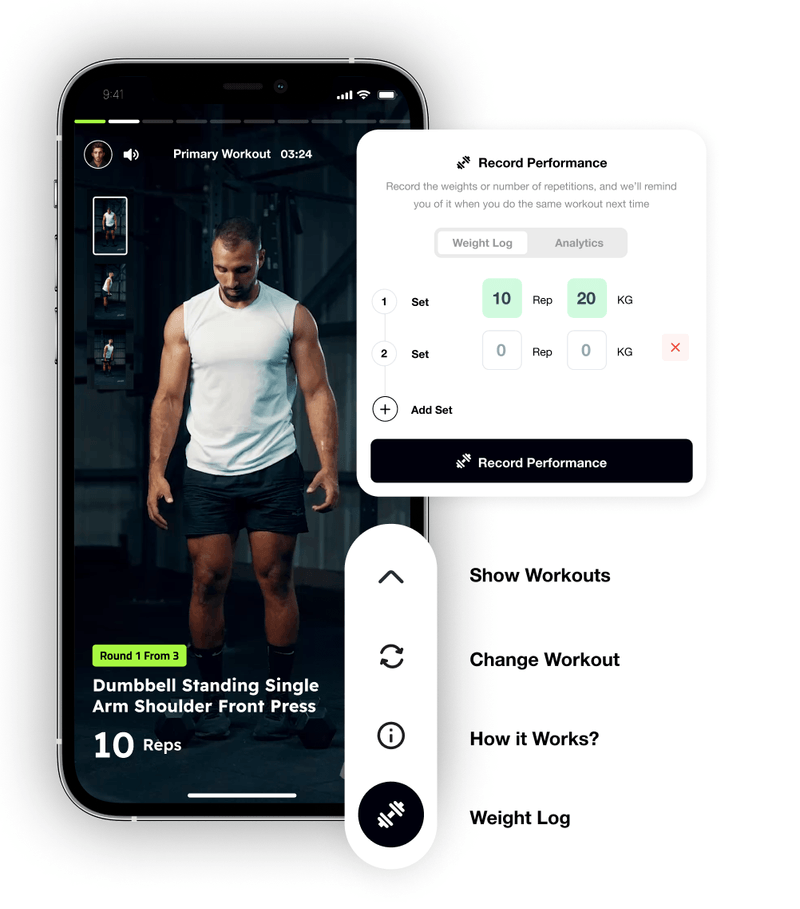 9:41
Primary Workout 03:24
Round 1 From 3
Dumbbell Standing Single
Arm Shoulder Front Press
10 Reps
Record Performance
Record the weights or number of repetitions, and we'll remind
you of it when you do the same workout next time
Weight Log Analytics
1 Set 10 Rep 20 KG
2 Set 0 Rep 0 KG
Add Set
Record Performance
Show Workouts
Change Workout
How it Works?
Weight Log